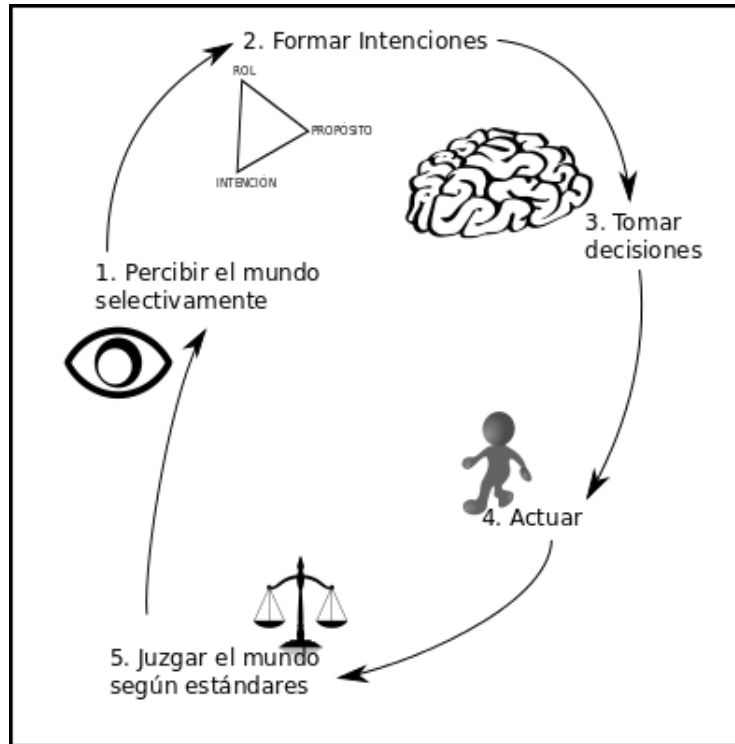 2. Formar Intenciones
ROL
PROPÓSITO
INTENCIÓN
3. Tomar
decisiones
1. Percibir el mundo
selectivamente
4. Actuar
5. Juzgar el mundo
según estándares